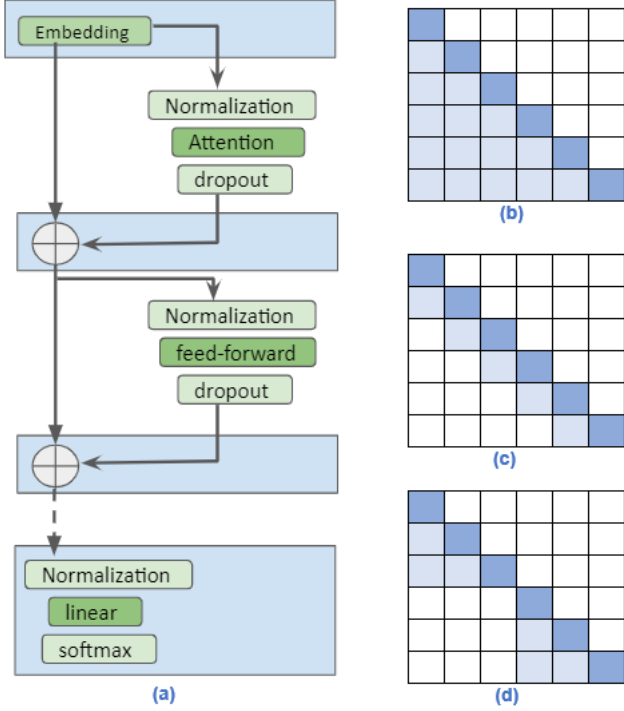 Embedding
Normalization
Attention
dropout
Normalization
feed-forward
dropout
Normalization
linear
softmax
(a)
(b)
(c)
(d)